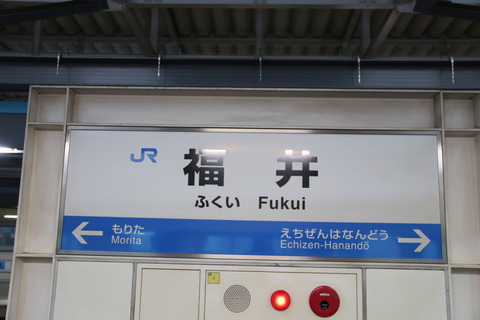 JR 福井
ふくい Fukui
← もりた
Morita
えちぜんはなんどう →
Echizen-Hanandō